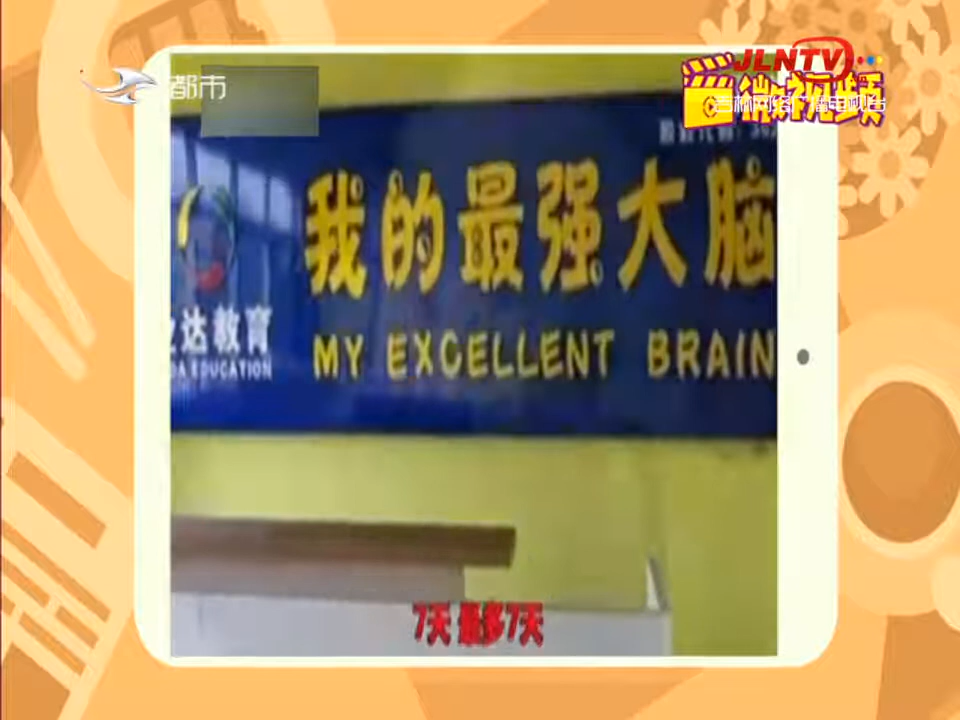 都市
JLNTV
微视频
吉林网络广播电视台
我的最强大脑
达教育
DA EDUCATION
MY EXCELLENT BRAIN
7天 最多7天